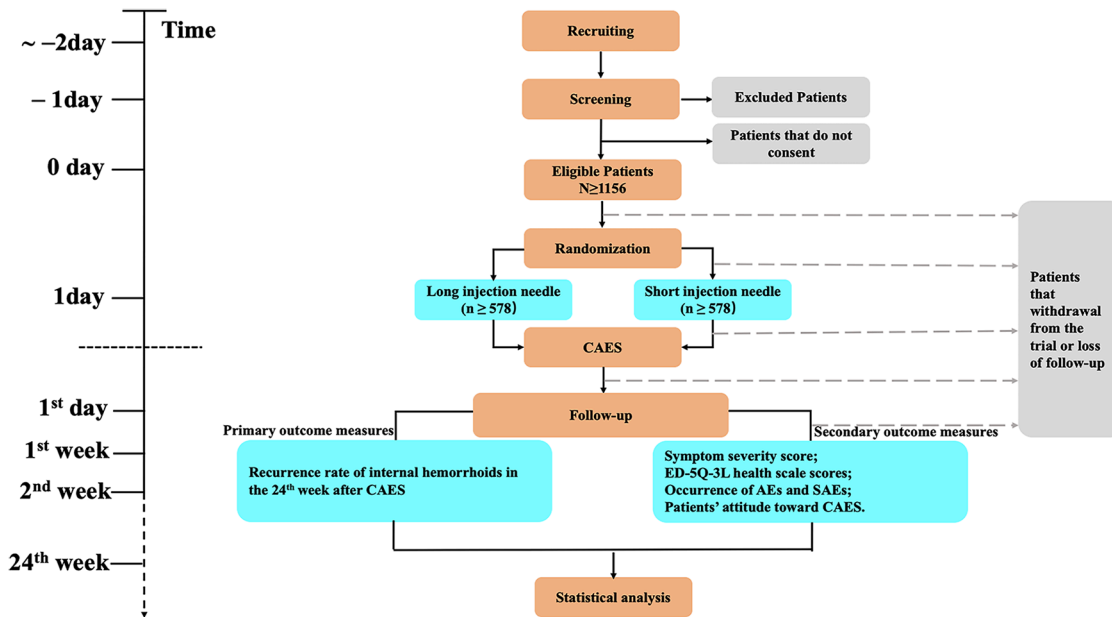 Time
~ −2day
− 1day
0 day
1day
1st day
1st week
2nd week
24th week
Recruiting
Screening
Excluded Patients
Patients that do not
consent
Eligible Patients
N≥1156
Randomization
Long injection needle
(n ≥ 578)
Short injection needle
(n ≥ 578)
CAES
Patients
that
withdrawal
from the
trial or loss
of follow-up
Follow-up
Primary outcome measures
Secondary outcome measures
Recurrence rate of internal hemorrhoids in
the 24th week after CAES
Symptom severity score;
ED-5Q-3L health scale scores;
Occurrence of AEs and SAEs;
Patients' attitude toward CAES.
Statistical analysis